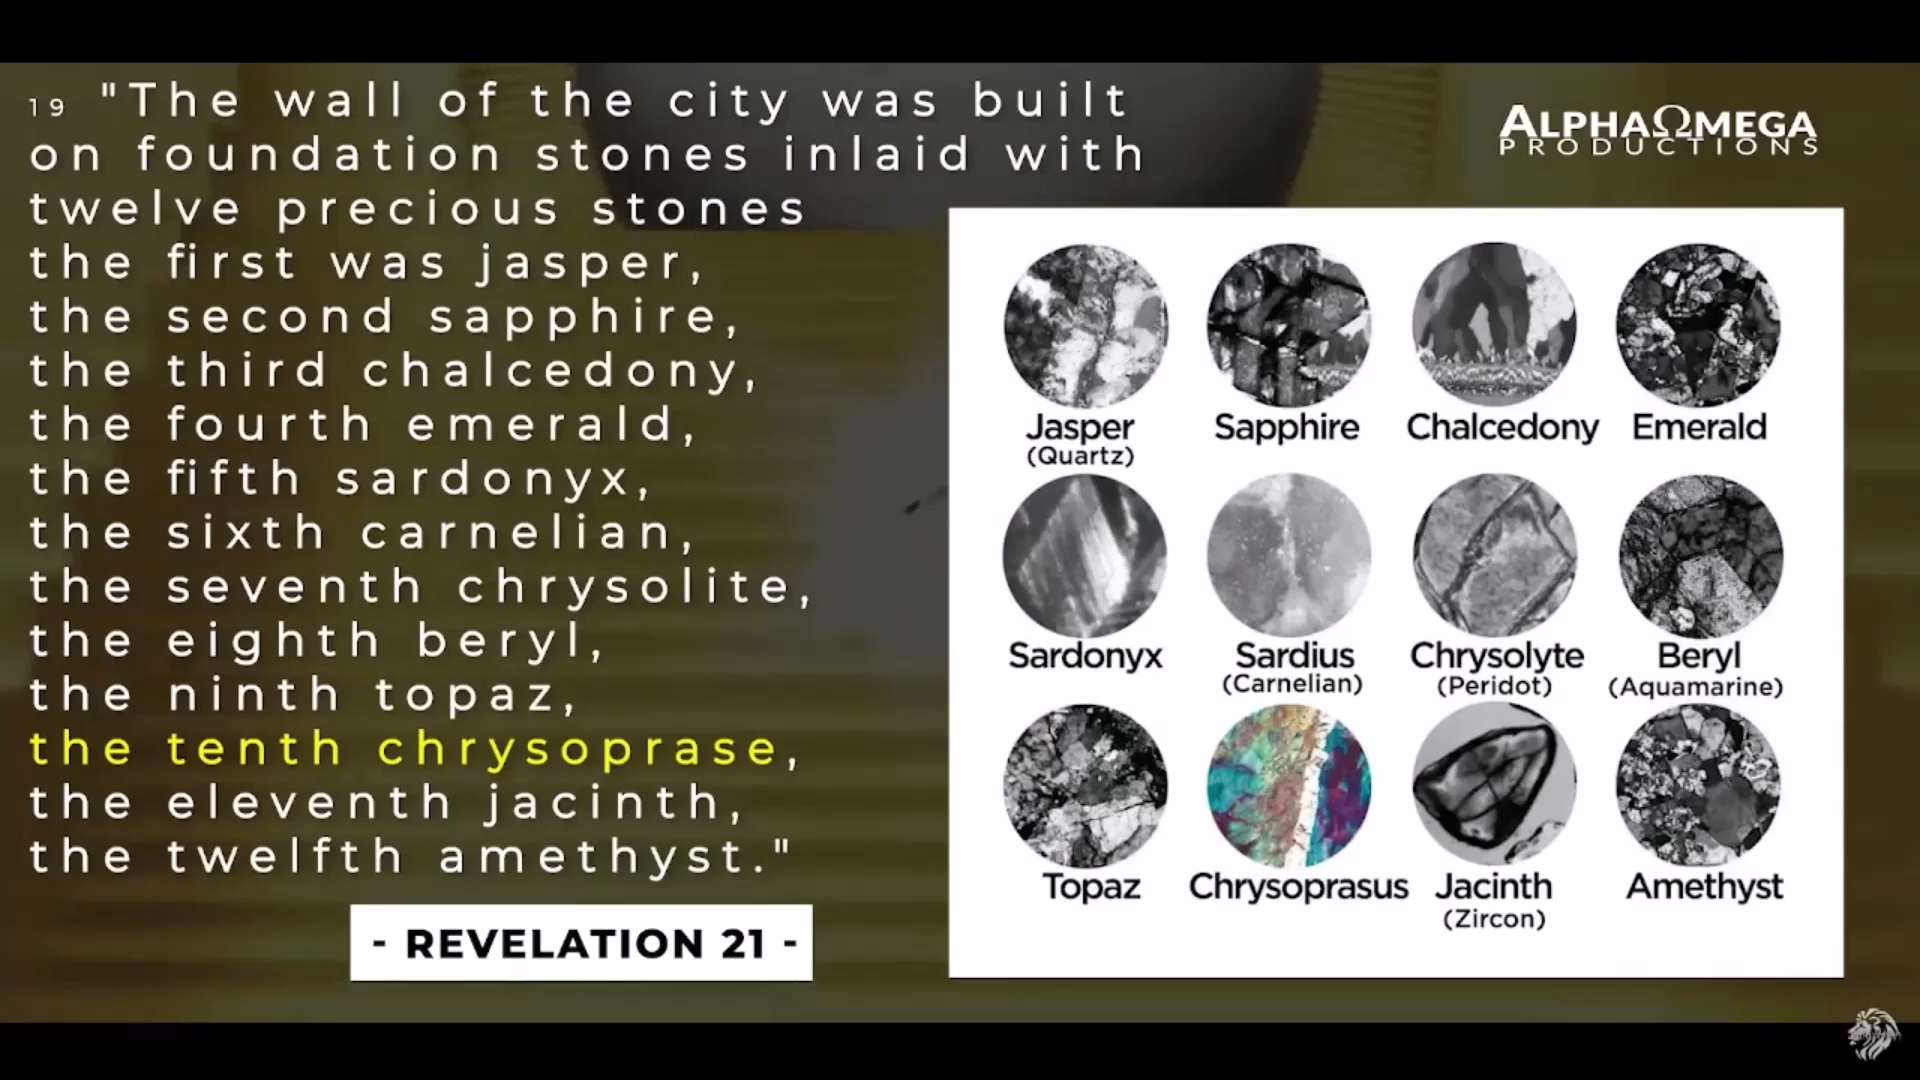 19 "The wall of the city was built
on foundation stones inlaid with
twelve precious stones
the first was jasper,
the second sapphire,
the third chalcedony,
the fourth emerald,
the fifth sardonyx,
the sixth carnelian,
the seventh chrysolite,
the eighth beryl,
the ninth topaz,
the tenth chrysoprase,
the eleventh jacinth,
the twelfth amethyst."
- REVELATION 21 -
ALPHAΩMEGA
PRODUCTIONS
Jasper
(Quartz)
Sapphire
Chalcedony
Emerald
Sardonyx
Sardius
(Carnelian)
Chrysolyte
(Peridot)
Beryl
(Aquamarine)
Topaz
Chrysoprasus
Jacinth
(Zircon)
Amethyst